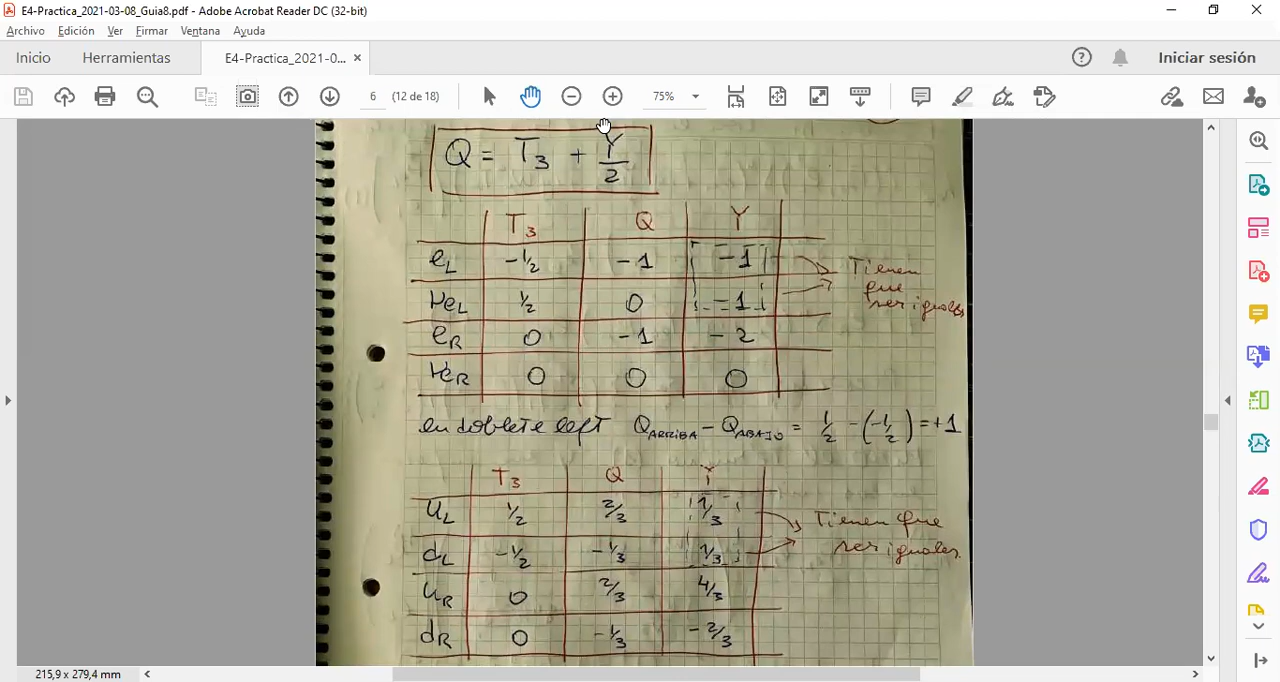 E4-Practica_2021-03-08_Guia8.pdf - Adobe Acrobat Reader DC (32-bit)
Archivo Edición Ver Firmar Ventana Ayuda
Inicio Herramientas E4-Practica_2021-0... × Iniciar sesión
6 (12 de 18) 75%
Q = T3 + Y/2
T3 Q Y
eL -1/2 -1 -1
νeL 1/2 0 -1
Tienen
que
ser iguales
eR 0 -1 -2
νeR 0 0 0
en doblete left QARRIBA - QABAJO = 1/2 - (-1/2) = +1
T3 Q Y
uL 1/2 2/3 1/3
dL -1/2 -1/3 1/3
Tienen que
ser iguales
uR 0 2/3 4/3
dR 0 -1/3 -2/3
215,9 x 279,4 mm